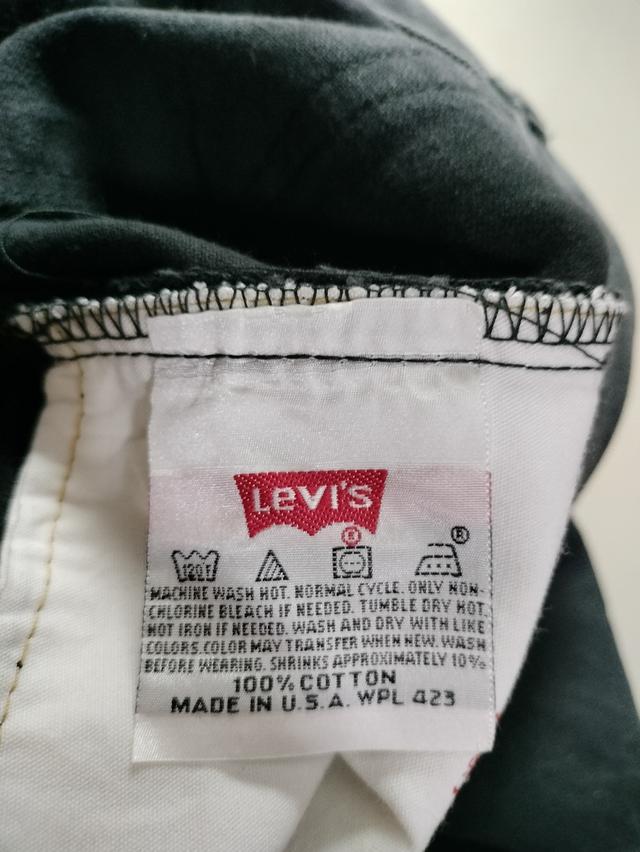 Levi's
®
®
120F
MACHINE WASH HOT. NORMAL CYCLE. ONLY NON-
CHLORINE BLEACH IF NEEDED. TUMBLE DRY HOT.
HOT IRON IF NEEDED. WASH AND DRY WITH LIKE
COLORS.COLOR MAY TRANSFER WHEN NEW. WASH
BEFORE WEARING. SHRINKS APPROXIMATELY 10%
100% COTTON
MADE IN U.S.A. WPL 423